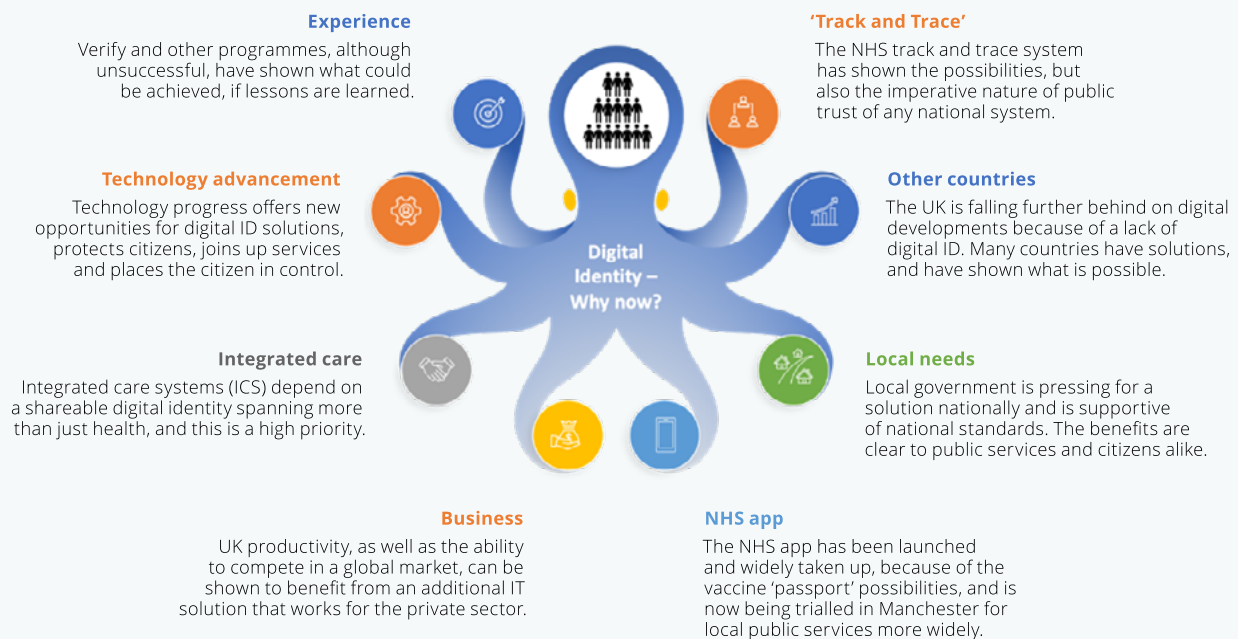 Experience
Verify and other programmes, although
unsuccessful, have shown what could
be achieved, if lessons are learned.
‘Track and Trace’
The NHS track and trace system
has shown the possibilities, but
also the imperative nature of public
trust of any national system.
Technology advancement
Technology progress offers new
opportunities for digital ID solutions,
protects citizens, joins up services
and places the citizen in control.
Other countries
The UK is falling further behind on digital
developments because of a lack of
digital ID. Many countries have solutions,
and have shown what is possible.
Digital
Identity –
Why now?
Integrated care
Integrated care systems (ICS) depend on
a shareable digital identity spanning more
than just health, and this is a high priority.
Local needs
Local government is pressing for a
solution nationally and is supportive
of national standards. The benefits are
clear to public services and citizens alike.
Business
UK productivity, as well as the ability
to compete in a global market, can be
shown to benefit from an additional IT
solution that works for the private sector.
NHS app
The NHS app has been launched
and widely taken up, because of the
vaccine ‘passport’ possibilities, and is
now being trialled in Manchester for
local public services more widely.